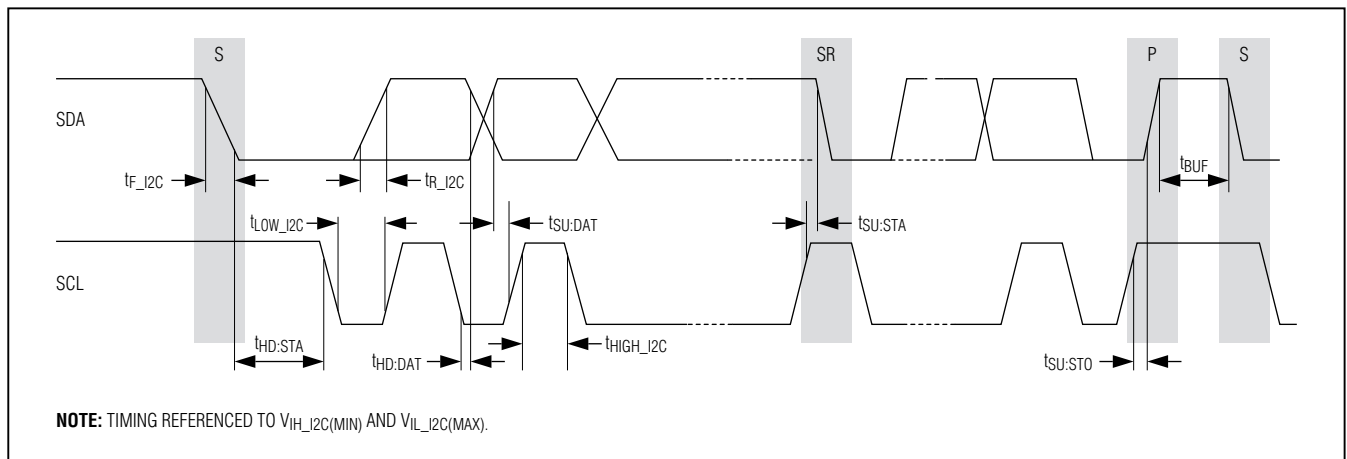 S SR P S
SDA
tBUF
tF_I2C tR_I2C
tLOW_I2C tSU:DAT tSU:STA
SCL
tHD:STA tHD:DAT tHIGH_I2C tSU:STO
NOTE: TIMING REFERENCED TO VIH_I2C(MIN) AND VIL_I2C(MAX).